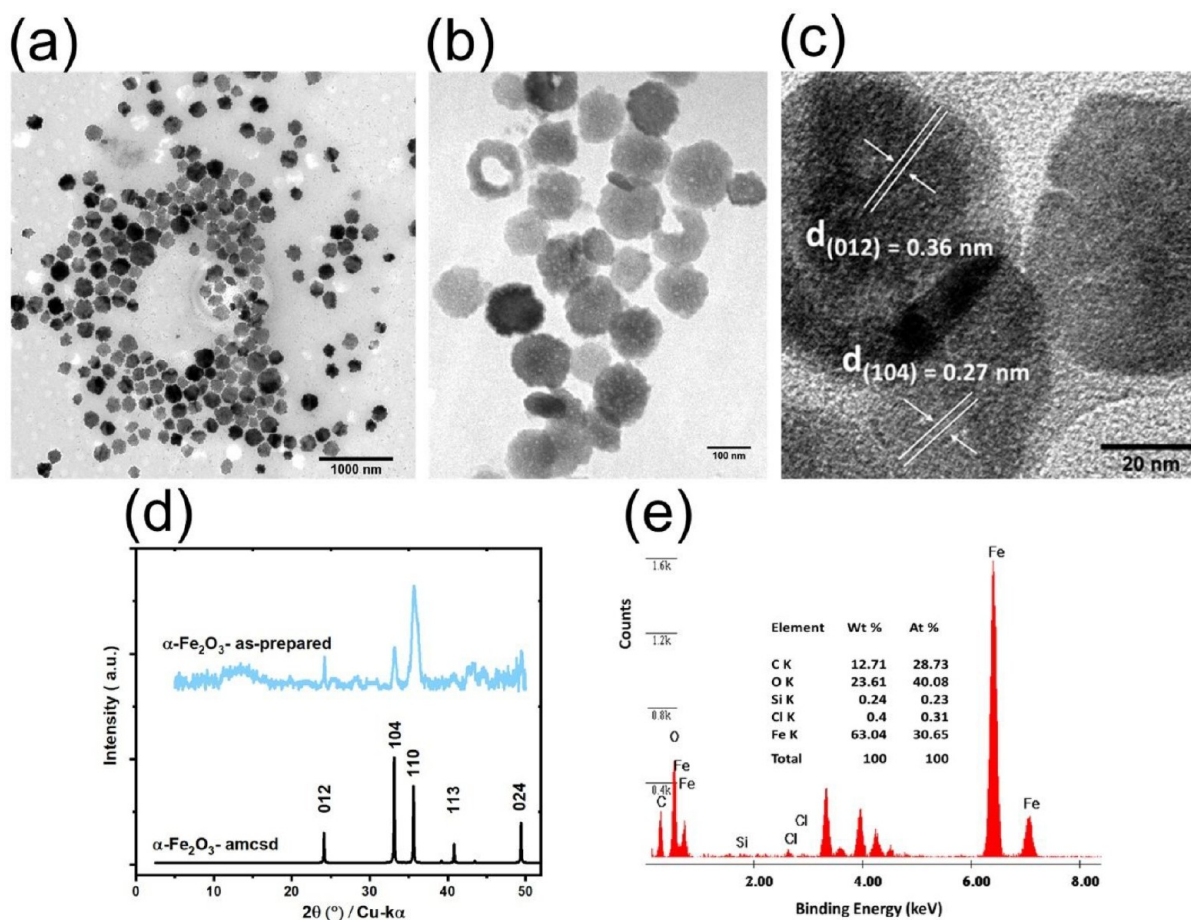 (a)
1000 nm
(b)
100 nm
(c)
d(012) = 0.36 nm
d(104) = 0.27 nm
20 nm
(d)
Intensity ( a.u.)
α-Fe₂O₃- as-prepared
012
104
110
113
024
α-Fe₂O₃- amcsd
0 10 20 30 40 50
2θ (º) / Cu-kα
(e)
Counts
1.6k
1.2k
0.8k
0.4k
C
O
Fe
Fe
Si
Cl
Cl
Fe
Fe
Element Wt % At %
C K 12.71 28.73
O K 23.61 40.08
Si K 0.24 0.23
Cl K 0.4 0.31
Fe K 63.04 30.65
Total 100 100
2.00 4.00 6.00 8.00
Binding Energy (keV)